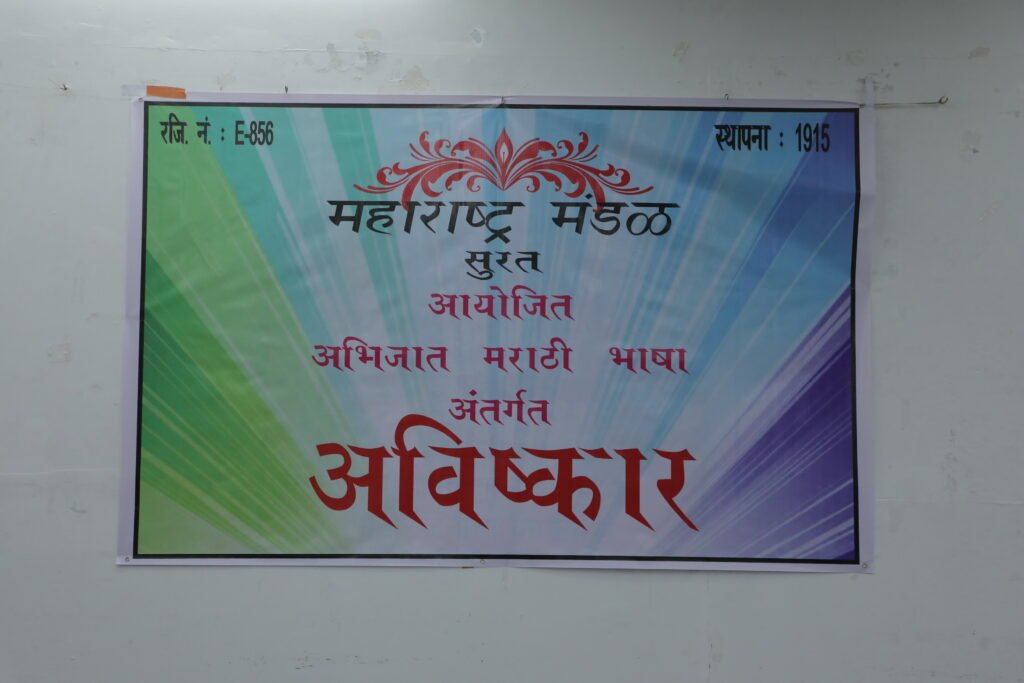 रजि. नं. : E-856
स्थापना : 1915
महाराष्ट्र मंडळ
सुरत
आयोजित
अभिजात मराठी भाषा
अंतर्गत
अविष्कार